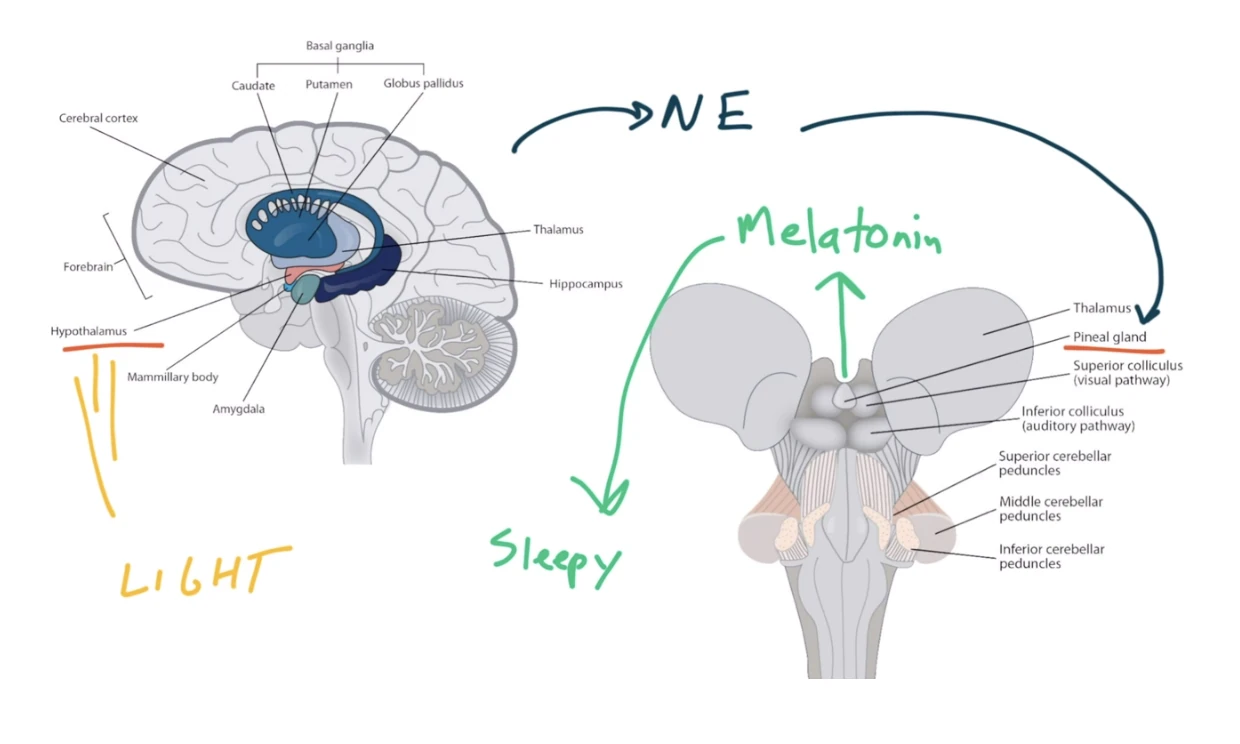 Basal ganglia
Caudate
Putamen
Globus pallidus
Cerebral cortex
Forebrain
Hypothalamus
Mammillary body
Amygdala
Thalamus
Hippocampus
LIGHT
NE
Melatonin
Sleepy
Thalamus
Pineal gland
Superior colliculus
(visual pathway)
Inferior colliculus
(auditory pathway)
Superior cerebellar
peduncles
Middle cerebellar
peduncles
Inferior cerebellar
peduncles